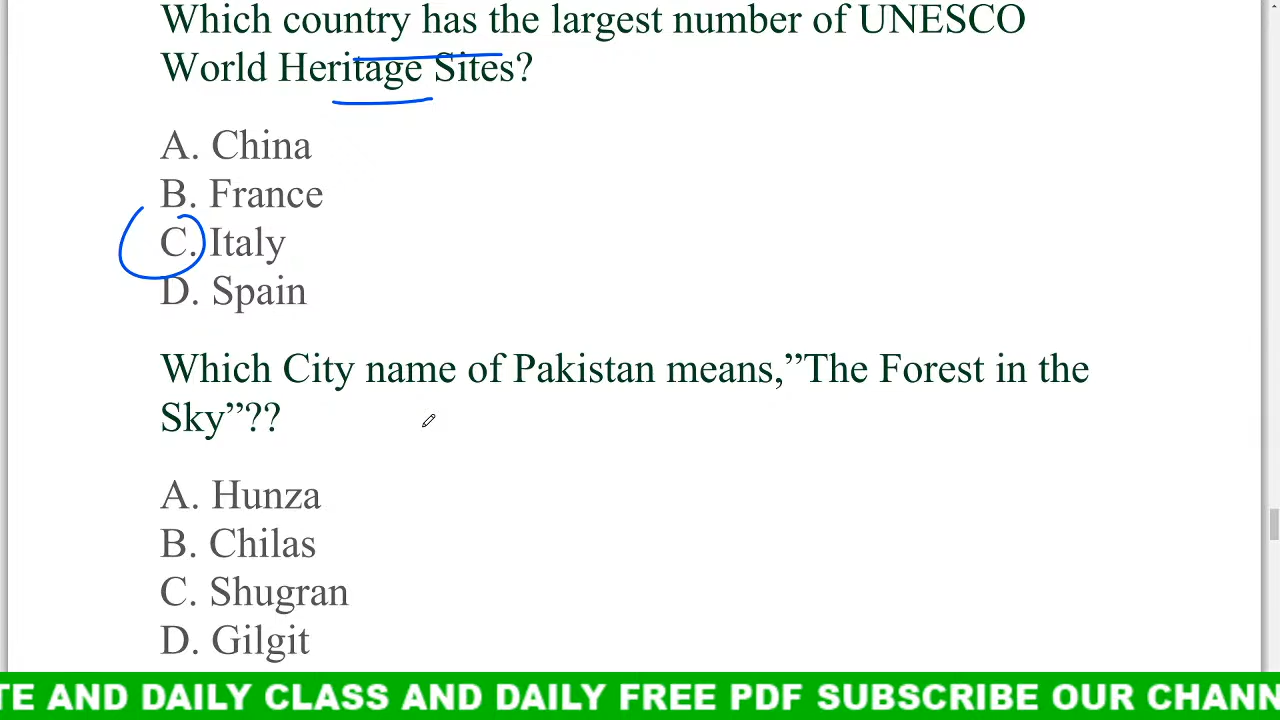 Which country has the largest number of UNESCO
World Heritage Sites?
A. China
B. France
C. Italy
D. Spain
Which City name of Pakistan means,”The Forest in the
Sky”??
A. Hunza
B. Chilas
C. Shugran
D. Gilgit
TE AND DAILY CLASS AND DAILY FREE PDF SUBSCRIBE OUR CHANN